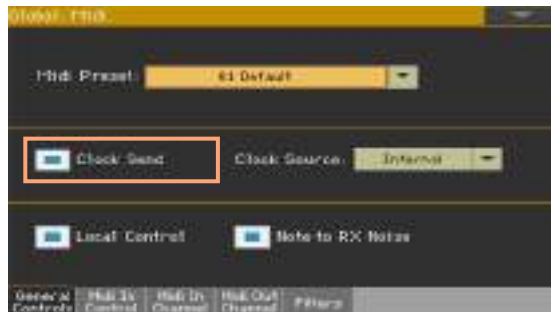 Global: Midi
Midi Preset:
01 Default
Clock Send
Clock Source:
Internal
Local Control
Note to RX Noise
General Controls
Midi In Control
Midi In Channel
Midi Out Channel
Filters